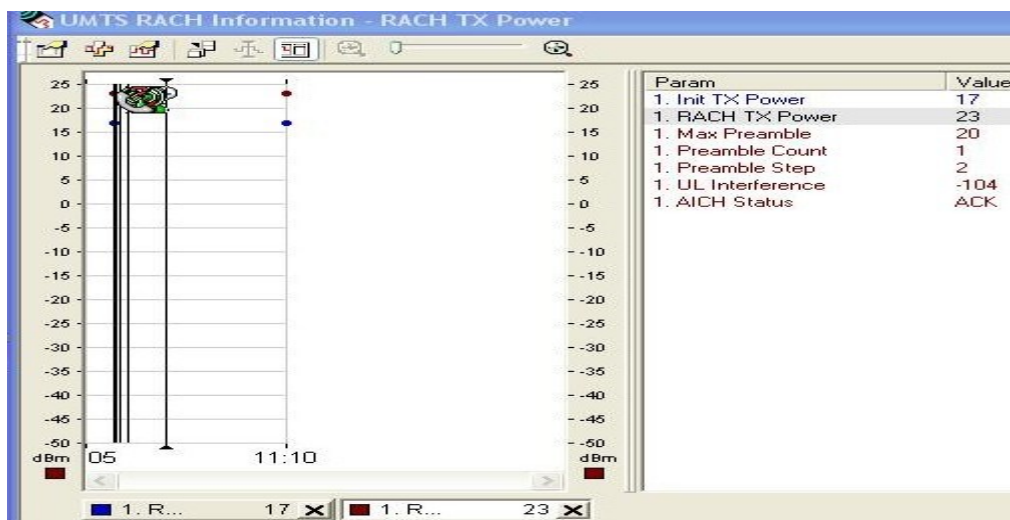 UMTS RACH Information - RACH TX Power
25
20
15
10
5
0
-5
-10
-15
-20
-25
-30
-35
-40
-45
-50
dBm
05
11:10
25
20
15
10
5
0
-5
-10
-15
-20
-25
-30
-35
-40
-45
-50
dBm
1. R... 17
1. R... 23
Param Value
1. Init TX Power 17
1. RACH TX Power 23
1. Max Preamble 20
1. Preamble Count 1
1. Preamble Step 2
1. UL Interference -104
1. AICH Status ACK